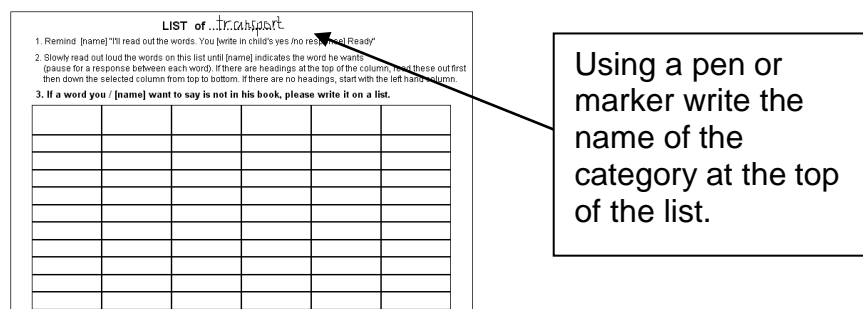 LIST of ...transport
1. Remind [name] "I'll read out the words. You [write in child's yes /no response] Ready"
2. Slowly read out loud the words on this list until [name] indicates the word he wants
(pause for a response between each word). If there are headings at the top of the column, read these out first
then down the selected column from top to bottom. If there are no headings, start with the left hand column.
3. If a word you / [name] want to say is not in his book, please write it on a list.
Using a pen or
marker write the
name of the
category at the top
of the list.